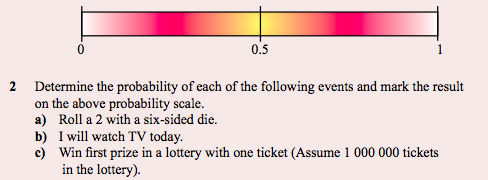 0 0.5 1
2 Determine the probability of each of the following events and mark the result
on the above probability scale.
a) Roll a 2 with a six-sided die.
b) I will watch TV today.
c) Win first prize in a lottery with one ticket (Assume 1 000 000 tickets
in the lottery).